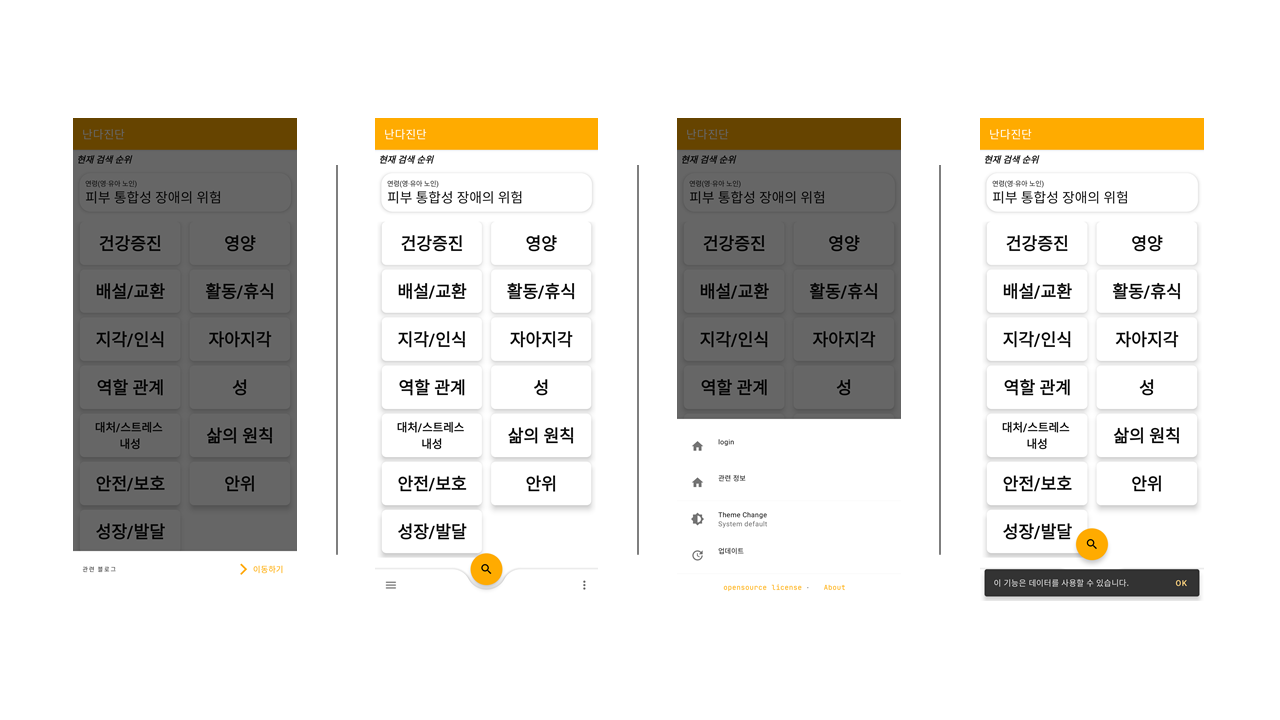 난다진단
현재 검색 순위
연령(영·유아 노인)
피부 통합성 장애의 위험
건강증진
영양
배설/교환
활동/휴식
지각/인식
자아지각
역할 관계
성
대처/스트레스
내성
삶의 원칙
안전/보호
안위
성장/발달
관련 블로그
이동하기
난다진단
현재 검색 순위
연령(영·유아 노인)
피부 통합성 장애의 위험
건강증진
영양
배설/교환
활동/휴식
지각/인식
자아지각
역할 관계
성
대처/스트레스
내성
삶의 원칙
안전/보호
안위
성장/발달
난다진단
현재 검색 순위
연령(영·유아 노인)
피부 통합성 장애의 위험
건강증진
영양
배설/교환
활동/휴식
지각/인식
자아지각
역할 관계
성
login
관련 정보
Theme Change
System default
업데이트
opensource license - About
난다진단
현재 검색 순위
연령(영·유아 노인)
피부 통합성 장애의 위험
건강증진
영양
배설/교환
활동/휴식
지각/인식
자아지각
역할 관계
성
대처/스트레스
내성
삶의 원칙
안전/보호
안위
성장/발달
이 기능은 데이터를 사용할 수 있습니다.
OK